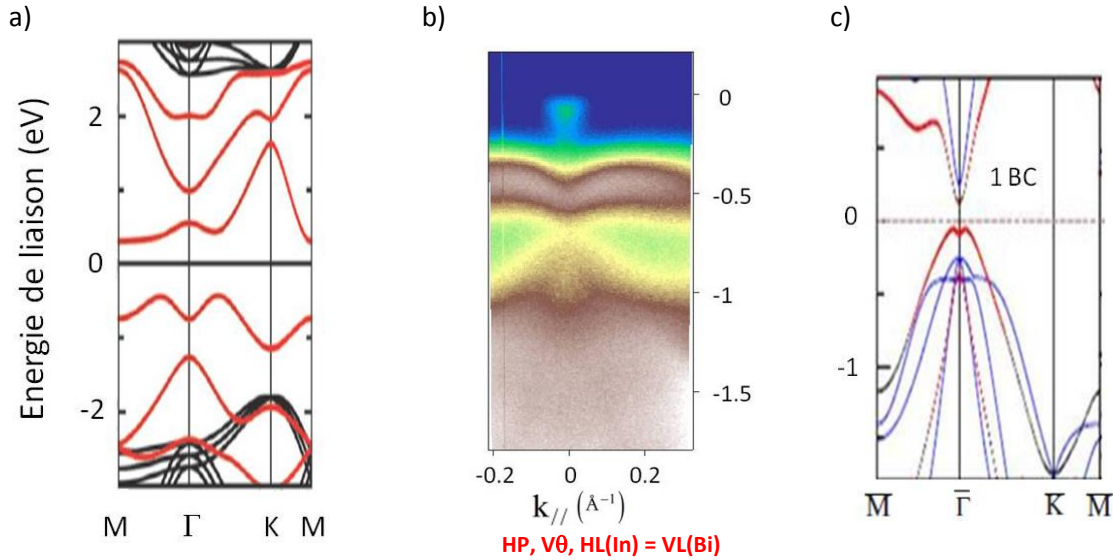 a)
b)
c)
Energie de liaison (eV)
2
0
-2
M Γ K M
0
-0.5
-1
-1.5
-0.2 0 0.2
k// (Å⁻¹)
HP, Vθ, HL(In) = VL(Bi)
1 BC
0
-1
M̅ Γ̅ K̅ M̅